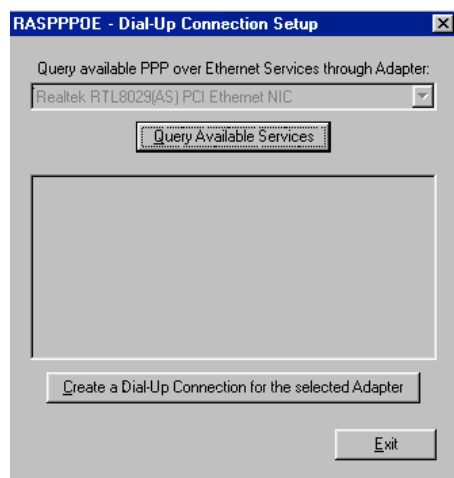 RASPPPOE - Dial-Up Connection Setup
Query available PPP over Ethernet Services through Adapter:
Realtek RTL8029(AS) PCI Ethernet NIC
Query Available Services
Create a Dial-Up Connection for the selected Adapter
Exit